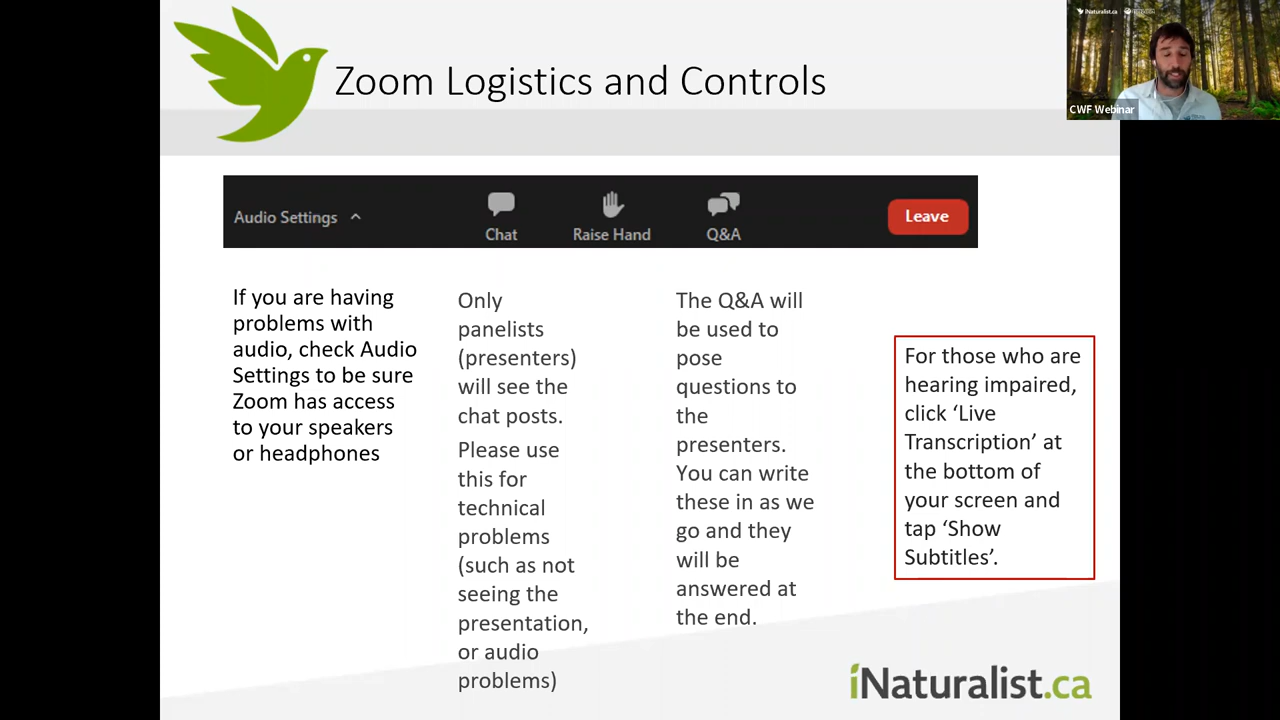 Zoom Logistics and Controls
iNaturalist.ca
CWF Webinar
Audio Settings
Chat
Raise Hand
Q&A
Leave
If you are having
problems with
audio, check Audio
Settings to be sure
Zoom has access
to your speakers
or headphones
Only
panelists
(presenters)
will see the
chat posts.
Please use
this for
technical
problems
(such as not
seeing the
presentation,
or audio
problems)
The Q&A will
be used to
pose
questions to
the
presenters.
You can write
these in as we
go and they
will be
answered at
the end.
For those who are
hearing impaired,
click ‘Live
Transcription’ at
the bottom of
your screen and
tap ‘Show
Subtitles’.
iNaturalist.ca